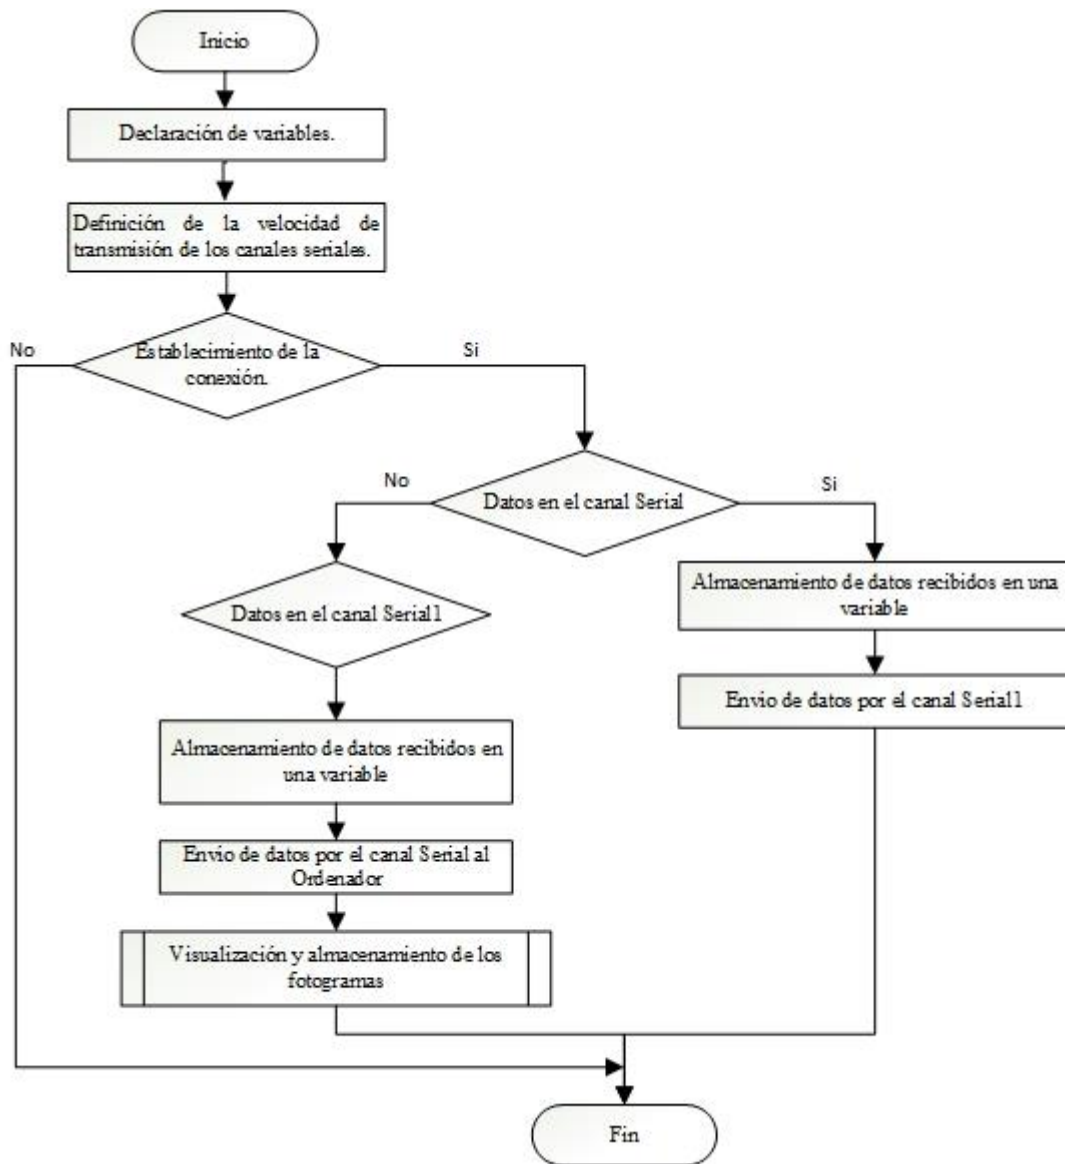 Inicio
Declaración de variables.
Definición de la velocidad de
transmisión de los canales seriales.
No
Establecimiento de la
conexión.
Si
No
Datos en el canal Serial
Si
Datos en el canal Serial1
Almacenamiento de datos recibidos en una
variable
Envio de datos por el canal Serial1
Almacenamiento de datos recibidos en
una variable
Envio de datos por el canal Serial al
Ordenador
Visualización y almacenamiento de los
fotogramas
Fin